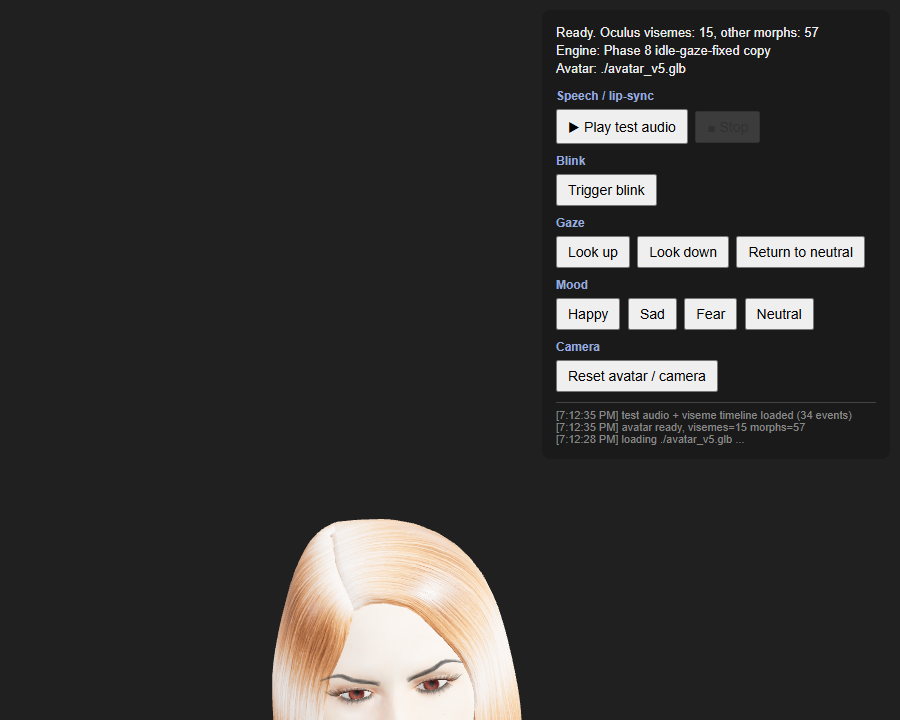 Ready. Oculus visemes: 15, other morphs: 57
Engine: Phase 8 idle-gaze-fixed copy
Avatar: ./avatar_v5.glb
Speech / lip-sync
▶ Play test audio ■ Stop
Blink
Trigger blink
Gaze
Look up Look down Return to neutral
Mood
Happy Sad Fear Neutral
Camera
Reset avatar / camera
[7:12:35 PM] test audio + viseme timeline loaded (34 events)
[7:12:35 PM] avatar ready, visemes=15 morphs=57
[7:12:28 PM] loading ./avatar_v5.glb ...